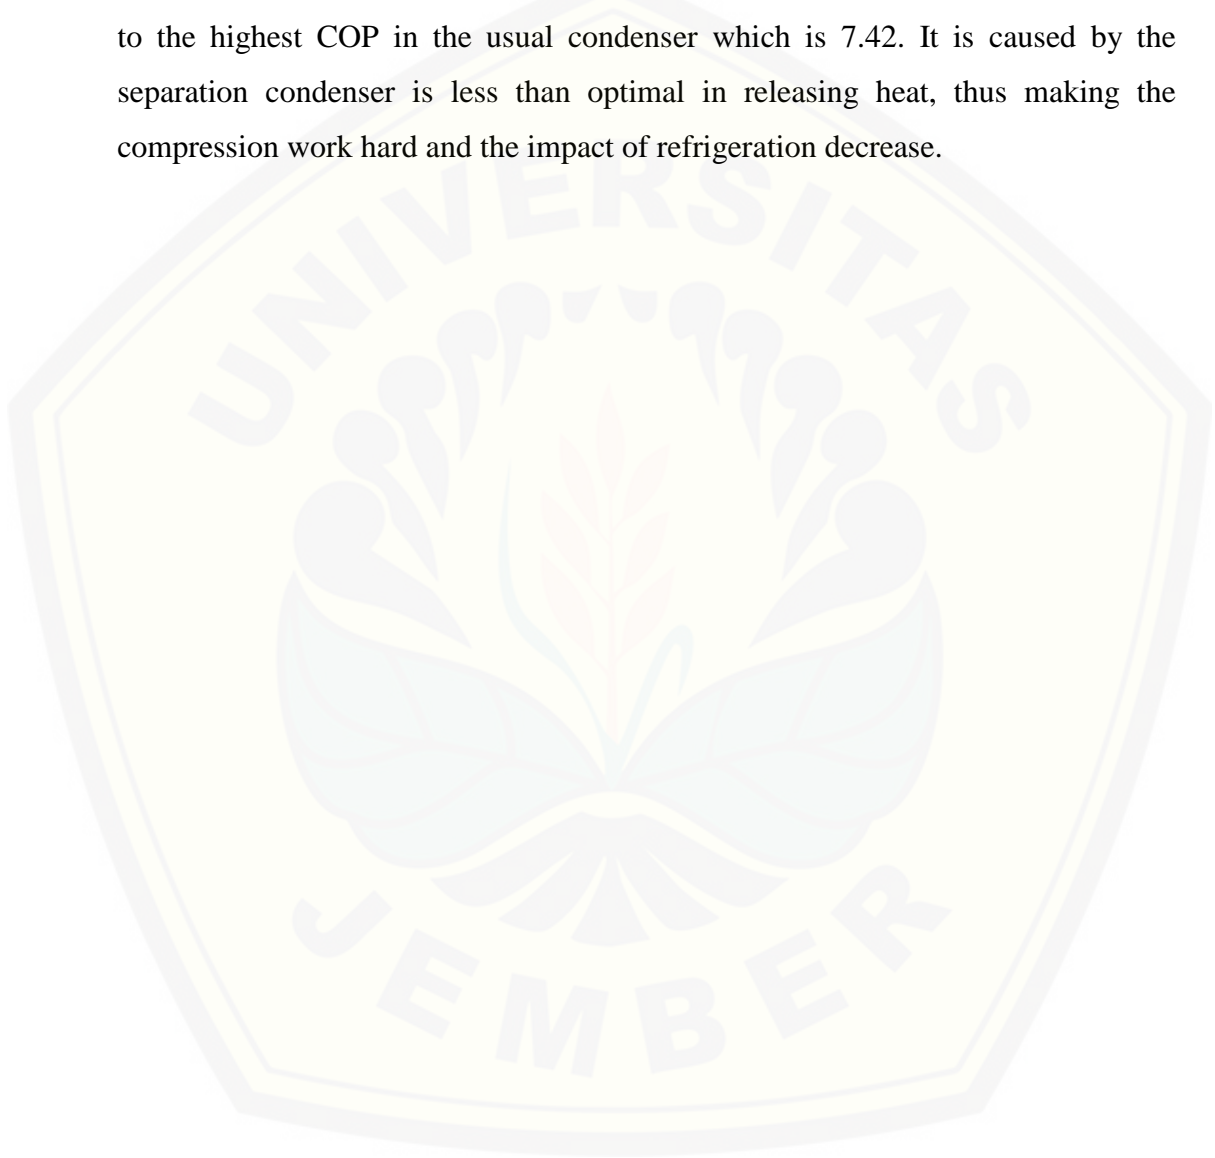 to the highest COP in the usual condenser which is 7.42. It is caused by the
separation condenser is less than optimal in releasing heat, thus making the
compression work hard and the impact of refrigeration decrease.
UNIVERSITAS
JEMBER